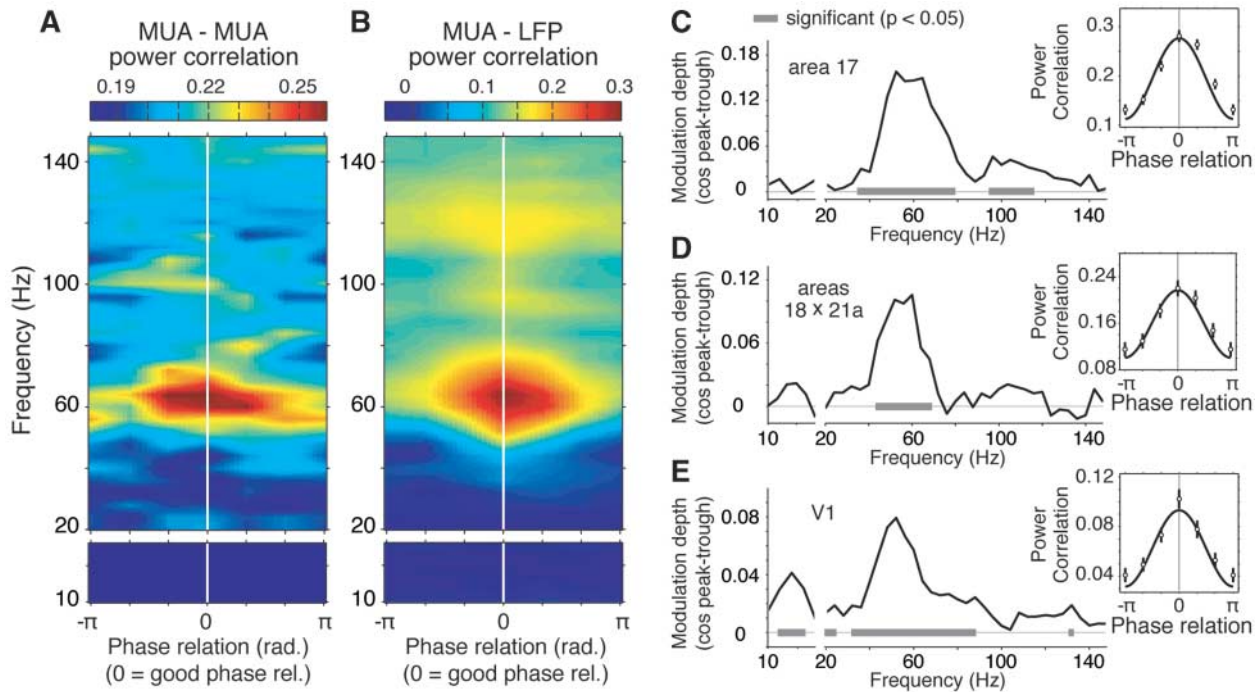 A
MUA - MUA
power correlation
0.19 0.22 0.25
140
100
60
20
10
Frequency (Hz)
-π 0 π
Phase relation (rad.)
(0 = good phase rel.)
B
MUA - LFP
power correlation
0 0.1 0.2 0.3
140
100
60
20
10
-π 0 π
Phase relation (rad.)
(0 = good phase rel.)
C
significant (p < 0.05)
area 17
Modulation depth
(cos peak-trough)
0.18
0.15
0.12
0.09
0.06
0
10 20 60 100 140
Frequency (Hz)
Power
Correlation
0.3
0.2
0.1
-π 0 π
Phase relation
D
areas
18 x 21a
Modulation depth
(cos peak-trough)
0.12
0.09
0.06
0
10 20 60 100 140
Frequency (Hz)
Power
Correlation
0.24
0.16
0.08
-π 0 π
Phase relation
E
V1
Modulation depth
(cos peak-trough)
0.08
0.04
0
10 20 60 100 140
Frequency (Hz)
Power
Correlation
0.12
0.08
0.04
-π 0 π
Phase relation